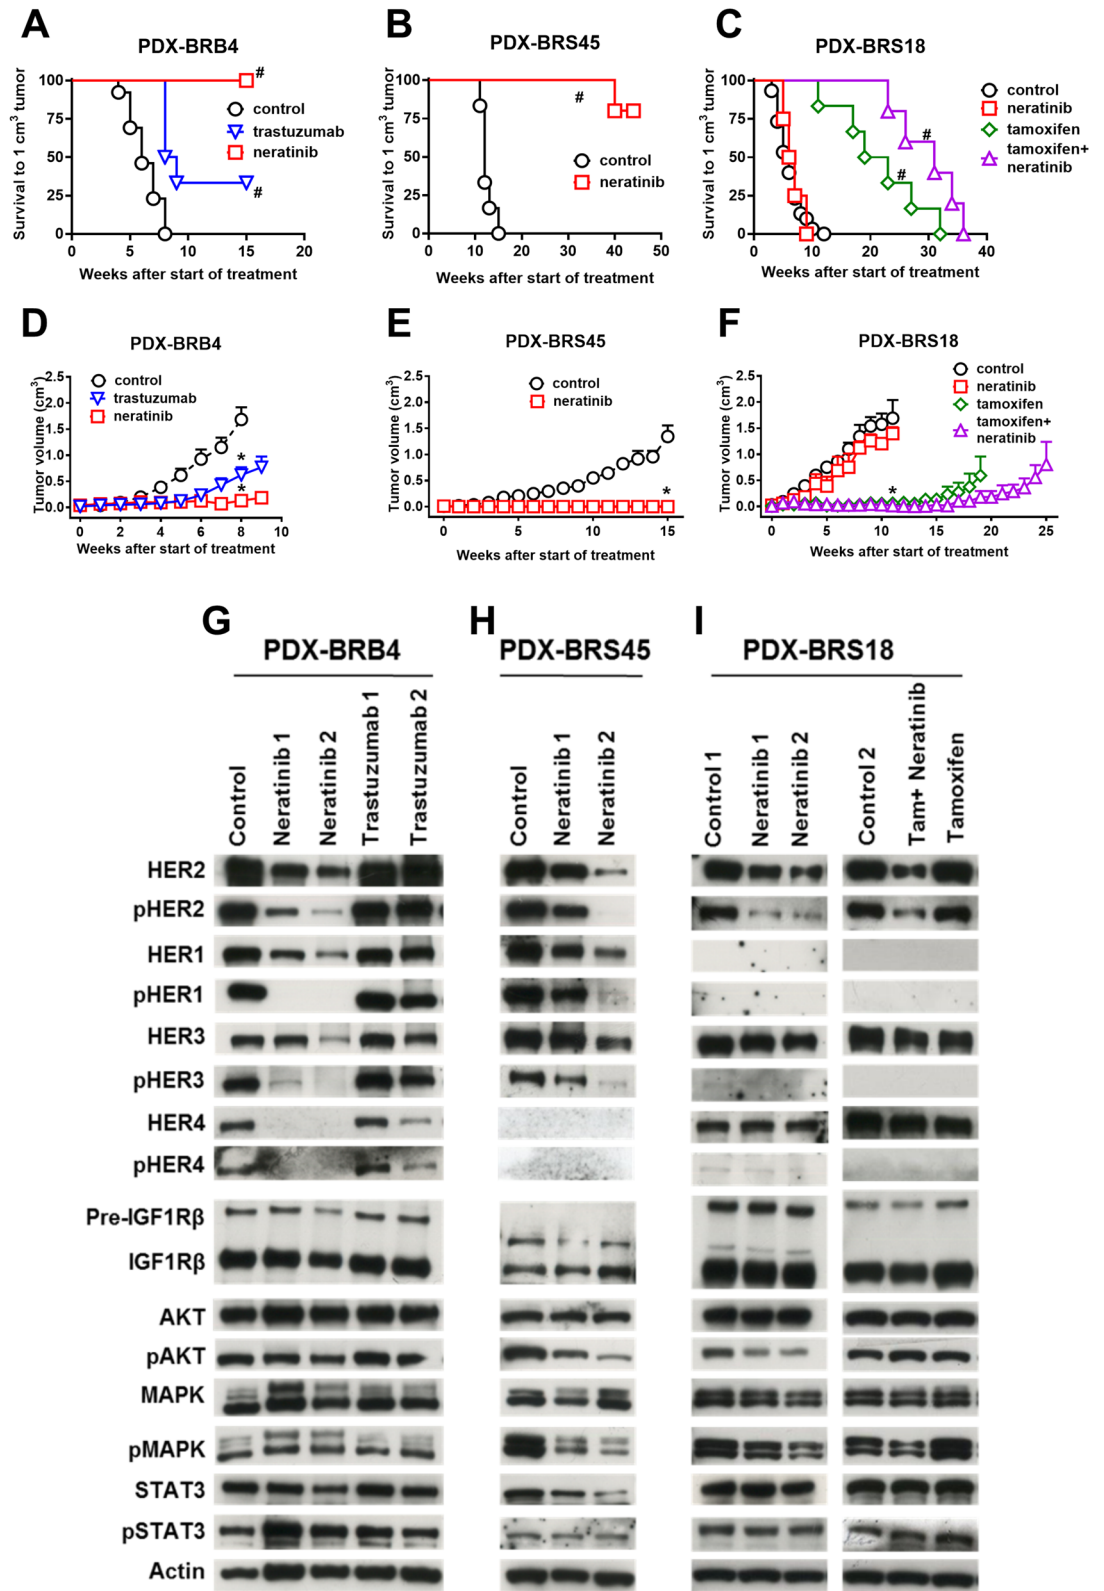 A
PDX-BRB4
Survival to 1 cm³ tumor
100
75
50
25
0
0 5 10 15 20
Weeks after start of treatment
#
#
control
trastuzumab
neratinib
B
PDX-BRS45
Survival to 1 cm³ tumor
100
75
50
25
0
0 10 20 30 40 50
Weeks after start of treatment
#
control
neratinib
C
PDX-BRS18
Survival to 1 cm³ tumor
100
75
50
25
0
0 10 20 30 40
Weeks after start of treatment
#
#
control
neratinib
tamoxifen
tamoxifen+
neratinib
D
PDX-BRB4
Tumor volume (cm³)
2.5
2.0
1.5
1.0
0.5
0.0
0 2 4 6 8 10
Weeks after start of treatment
control
trastuzumab
neratinib
*
*
E
PDX-BRS45
Tumor volume (cm³)
2.5
2.0
1.5
1.0
0.5
0.0
0 5 10 15
Weeks after start of treatment
control
neratinib
*
F
PDX-BRS18
Tumor volume (cm³)
2.5
2.0
1.5
1.0
0.5
0.0
0 5 10 15 20 25
Weeks after start of treatment
control
neratinib
tamoxifen
tamoxifen+
neratinib
*
G
PDX-BRB4
Control
Neratinib 1
Neratinib 2
Trastuzumab 1
Trastuzumab 2
H
PDX-BRS45
Control
Neratinib 1
Neratinib 2
I
PDX-BRS18
Control 1
Neratinib 1
Neratinib 2
Control 2
Tam+ Neratinib
Tamoxifen
HER2
pHER2
HER1
pHER1
HER3
pHER3
HER4
pHER4
Pre-IGF1Rβ
IGF1Rβ
AKT
pAKT
MAPK
pMAPK
STAT3
pSTAT3
Actin